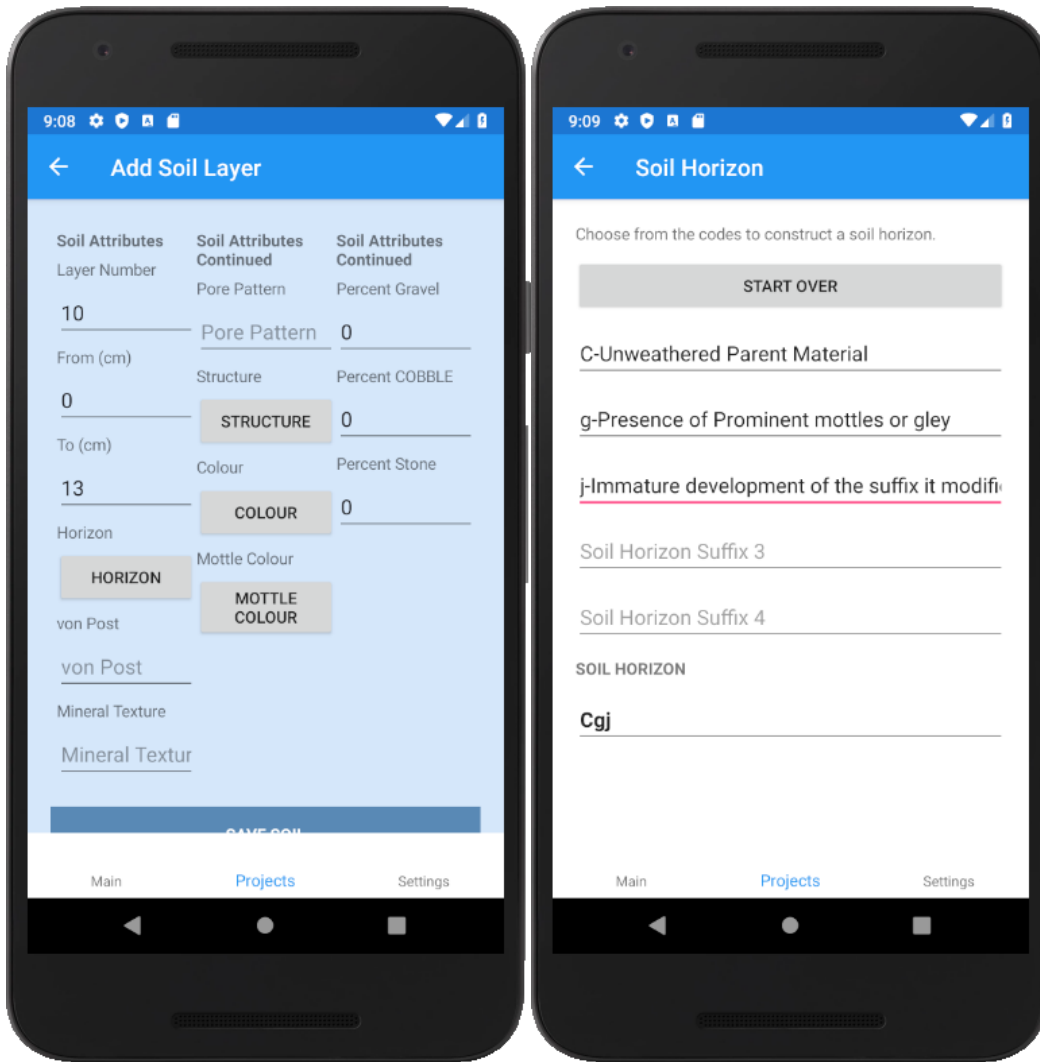 9:08
Add Soil Layer
Soil Attributes
Layer Number
10
From (cm)
0
To (cm)
13
Horizon
HORIZON
von Post
von Post
Mineral Texture
Mineral Textur
Soil Attributes
Continued
Pore Pattern
Pore Pattern
Structure
STRUCTURE
Colour
COLOUR
Mottle Colour
MOTTLE
COLOUR
Soil Attributes
Continued
Percent Gravel
0
Percent COBBLE
0
Percent Stone
0
SAVE SOIL
Main Projects Settings
9:09
Soil Horizon
Choose from the codes to construct a soil horizon.
START OVER
C-Unweathered Parent Material
g-Presence of Prominent mottles or gley
j-Immature development of the suffix it modifi
Soil Horizon Suffix 3
Soil Horizon Suffix 4
SOIL HORIZON
Cgj
Main Projects Settings